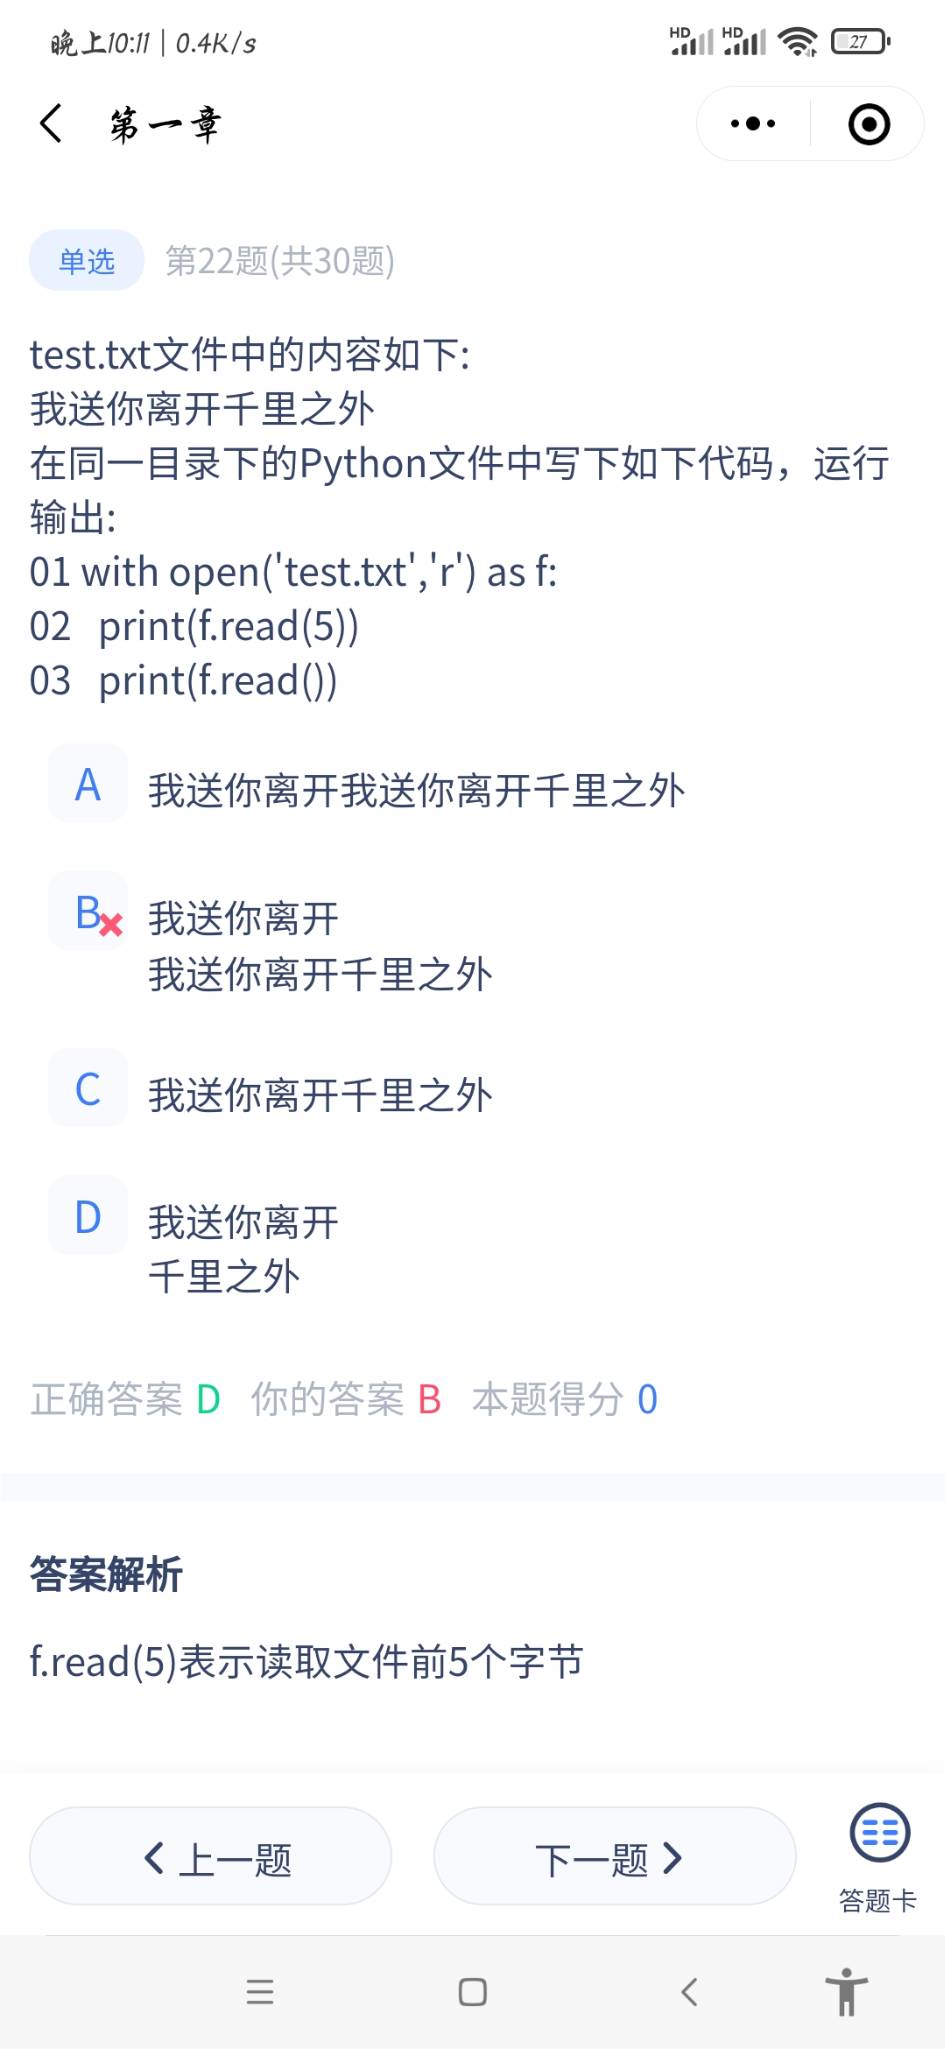 晚上10:11 | 0.4K/s
HD HD 27
第一章
单选 第22题(共30题)
test.txt文件中的内容如下:
我送你离开千里之外
在同一目录下的Python文件中写下如下代码，运行
输出:
01 with open('test.txt','r') as f:
02 print(f.read(5))
03 print(f.read())
A 我送你离开我送你离开千里之外
B 我送你离开
我送你离开千里之外
C 我送你离开千里之外
D 我送你离开
千里之外
正确答案 D 你的答案 B 本题得分 0
答案解析
f.read(5)表示读取文件前5个字节
上一题 下一题
答题卡